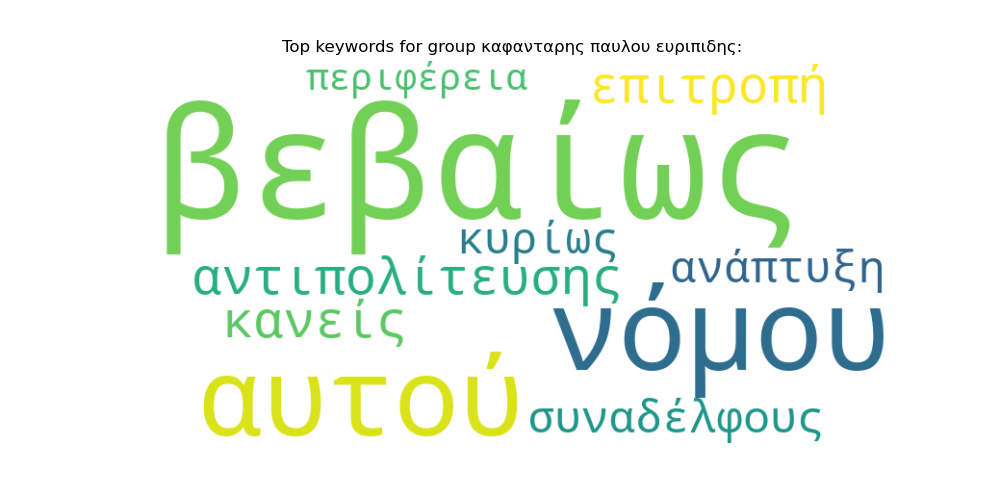 Top keywords for group καφανταρης παυλου ευριπιδης:
περιφέρεια
επιτροπή
βεβαίως
κυρίως
αντιπολίτευσης
ανάπτυξη
κανείς
νόμου
αυτού
συναδέλφους